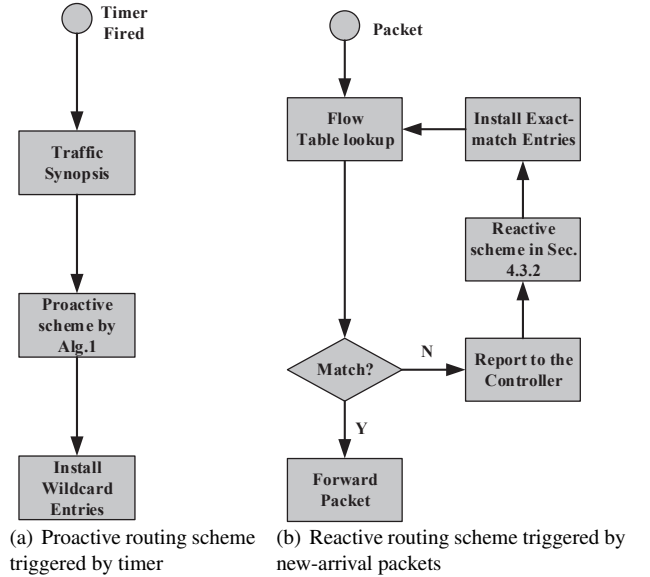 Timer
Fired
Traffic
Synopsis
Proactive
scheme by
Alg.1
Install
Wildcard
Entries
(a) Proactive routing scheme
triggered by timer
Packet
Flow
Table lookup
Install Exact-
match Entries
Reactive
scheme in Sec.
4.3.2
Match?
N
Report to the
Controller
Y
Forward
Packet
(b) Reactive routing scheme triggered by
new-arrival packets